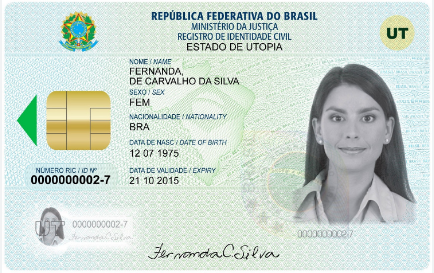 REPÚBLICA FEDERATIVA DO BRASIL
MINISTÉRIO DA JUSTIÇA
REGISTRO DE IDENTIDADE CIVIL
ESTADO DE UTOPIA
UT
NOME / NAME
FERNANDA,
DE CARVALHO DA SILVA
SEXO / SEX
FEM
NACIONALIDADE / NATIONALITY
BRA
DATA DE NASC / DATE OF BIRTH
12 07 1975
NÚMERO RIC / ID Nº
0000000002-7
DATA DE VALIDADE / EXPIRY
21 10 2015
0000000002-7
Fernanda C. Silva
0000000002-7
Fernanda C. Silva